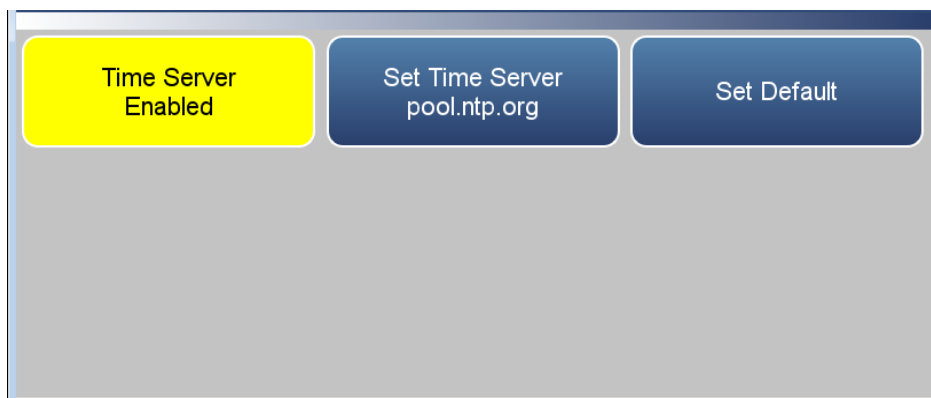 Time Server
Enabled
Set Time Server
pool.ntp.org
Set Default